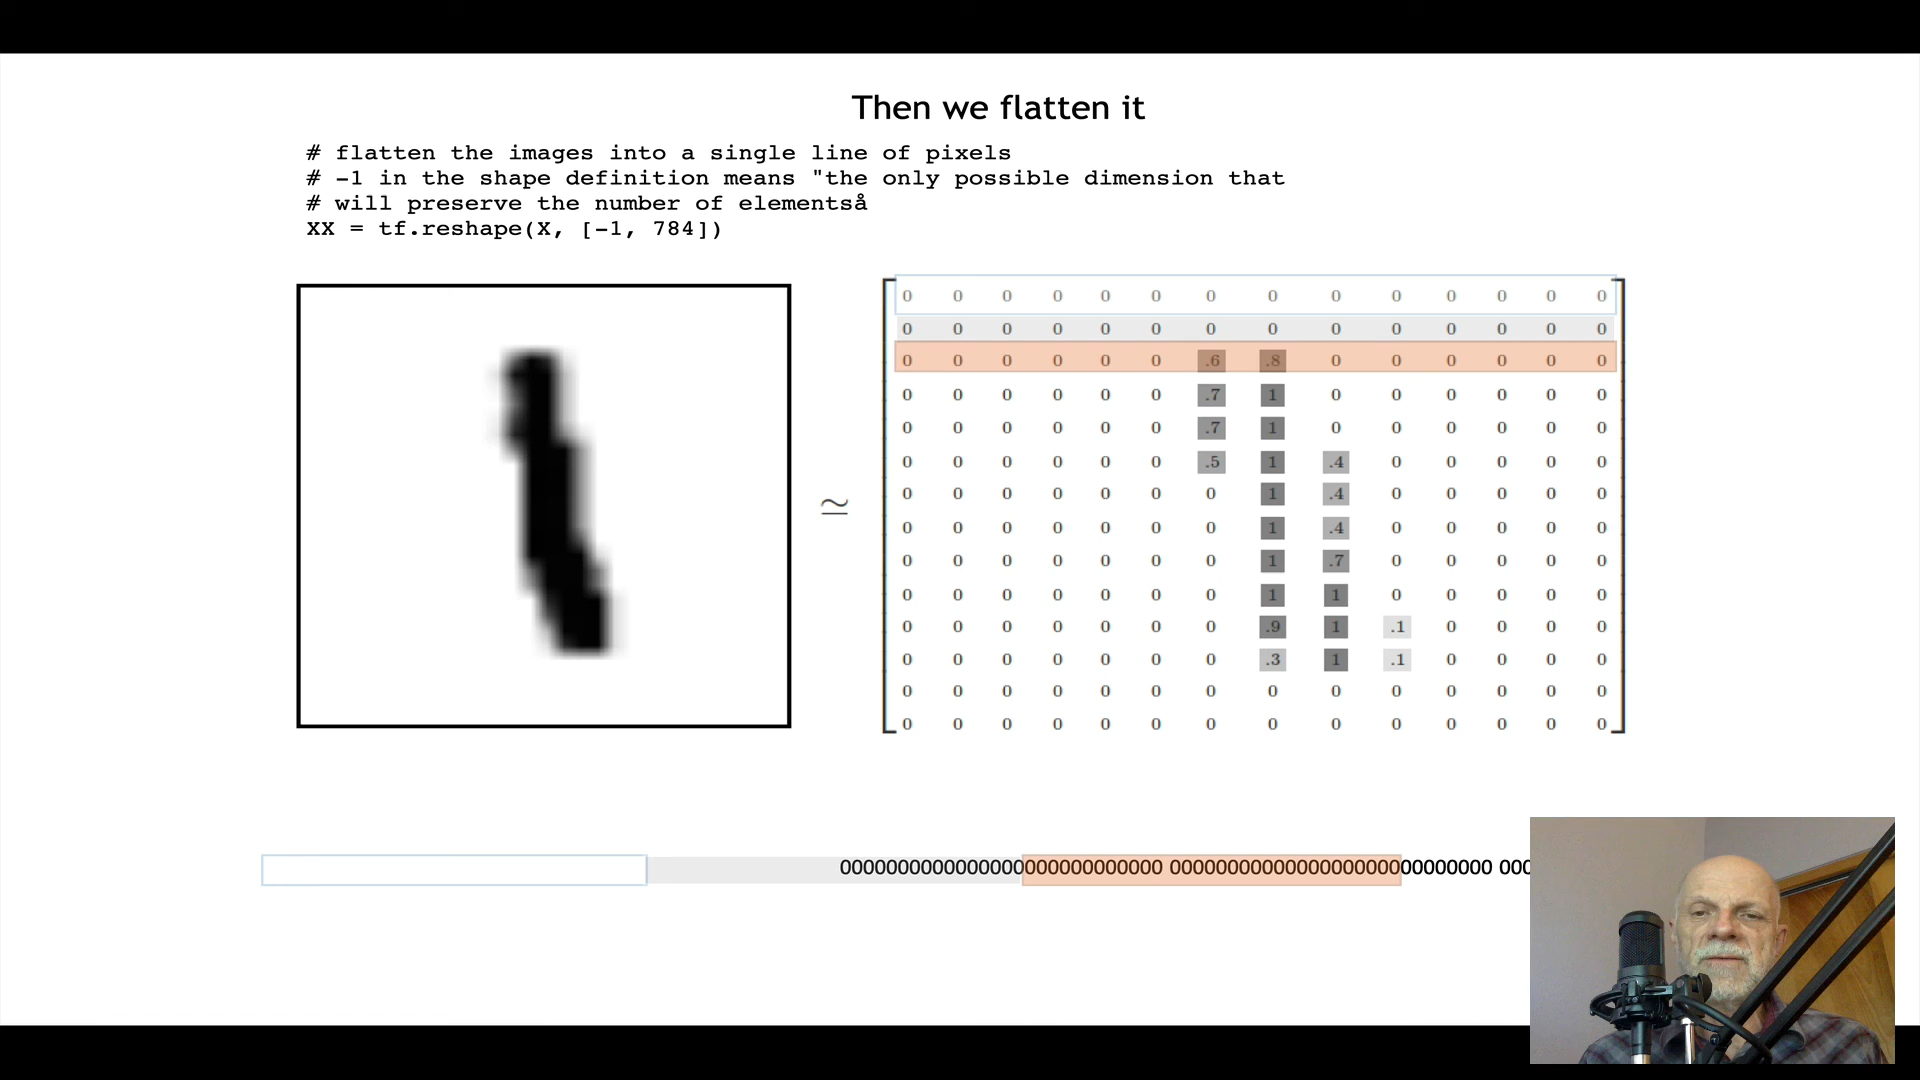 Then we flatten it
# flatten the images into a single line of pixels
# -1 in the shape definition means "the only possible dimension that
# will preserve the number of elementså
XX = tf.reshape(X, [-1, 784])
0 0 0 0 0 0 0 0 0 0 0 0 0 0
0 0 0 0 0 0 0 0 0 0 0 0 0 0
0 0 0 0 0 0 .6 .8 0 0 0 0 0 0
0 0 0 0 0 0 .7 1 0 0 0 0 0 0
0 0 0 0 0 0 .7 1 0 0 0 0 0 0
0 0 0 0 0 0 .5 1 .4 0 0 0 0 0
≃ 0 0 0 0 0 0 0 1 .4 0 0 0 0 0
0 0 0 0 0 0 0 1 .4 0 0 0 0 0
0 0 0 0 0 0 0 1 .7 0 0 0 0 0
0 0 0 0 0 0 0 1 1 0 0 0 0 0
0 0 0 0 0 0 0 .9 1 .1 0 0 0 0
0 0 0 0 0 0 0 .3 1 .1 0 0 0 0
0 0 0 0 0 0 0 0 0 0 0 0 0 0
0 0 0 0 0 0 0 0 0 0 0 0 0 0
0000000000000000000000000000 0000000000000000000000000000 000